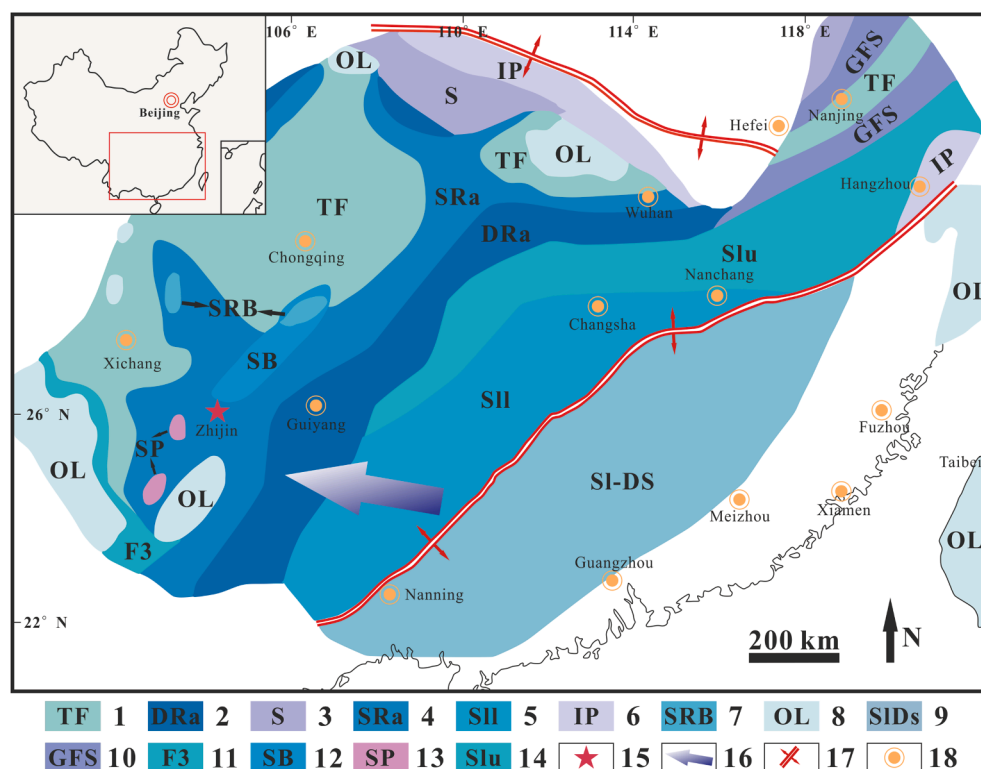 106° E
110° E
114° E
118° E
Beijing
OL
IP
S
GFS
TF
Nanjing
Hefei
GFS
TF
OL
IP
Hangzhou
SRa
TF
Wuhan
DRa
Chongqing
Slu
Nanchang
OL
SRB
Changsha
Xichang
SB
Sll
26° N
Zhijin
Guiyang
Fuzhou
SP
OL
OL
Sl-DS
Taibei
Meizhou
Xiamen
F3
OL
Guangzhou
Nanning
22° N
200 km
N
TF 1 DRa 2 S 3 SRa 4 Sll 5 IP 6 SRB 7 OL 8 SlDs 9
GFS 10 F3 11 SB 12 SP 13 Slu 14 15 16 17 18